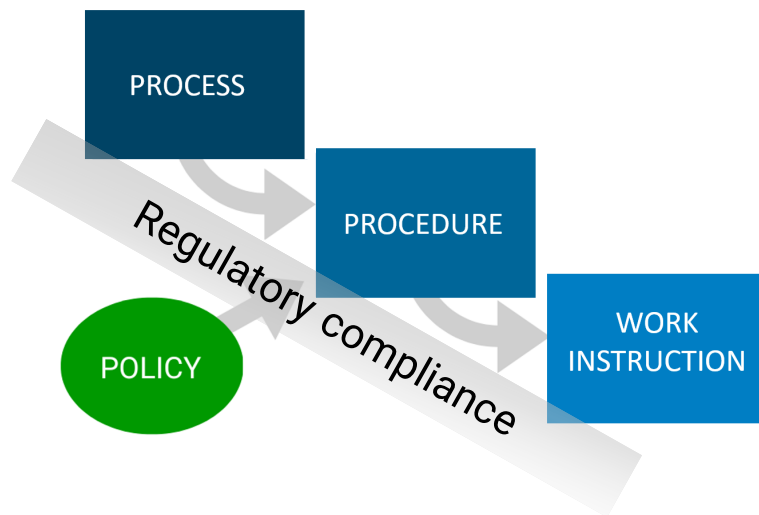 PROCESS
PROCEDURE
Regulatory compliance
POLICY
WORK
INSTRUCTION